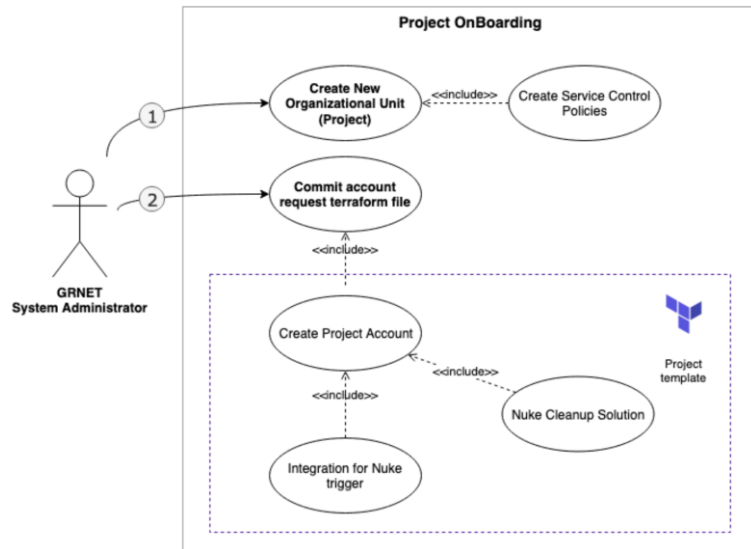 Project OnBoarding
Create New
Organizational Unit
(Project)
<<include>>
Create Service Control
Policies
1
Commit account
request terraform file
2
GRNET
System Administrator
<<include>>
Create Project Account
Project
template
<<include>>
<<include>>
Nuke Cleanup Solution
Integration for Nuke
trigger